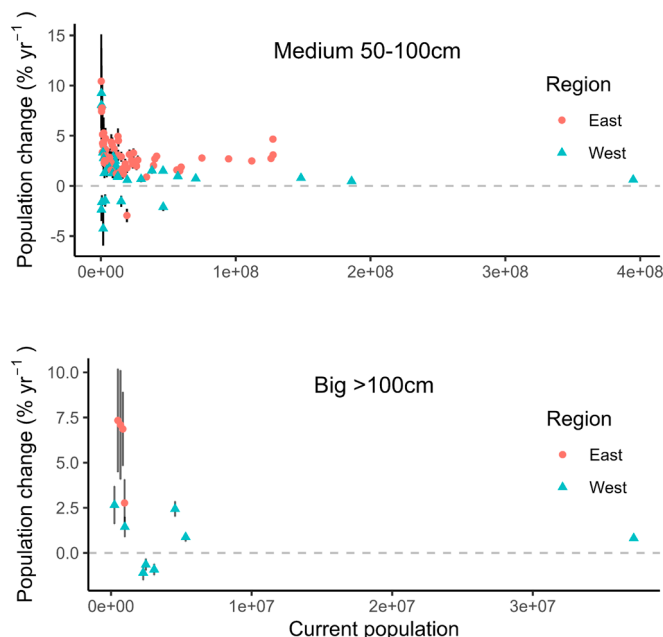 Medium 50-100cm
Population change (% yr⁻¹ )
15
10
5
0
-5
Region
East
West
0e+00 1e+08 2e+08 3e+08 4e+08
Big >100cm
Population change (% yr⁻¹ )
10.0
7.5
5.0
2.5
0.0
Region
East
West
0e+00 1e+07 2e+07 3e+07
Current population